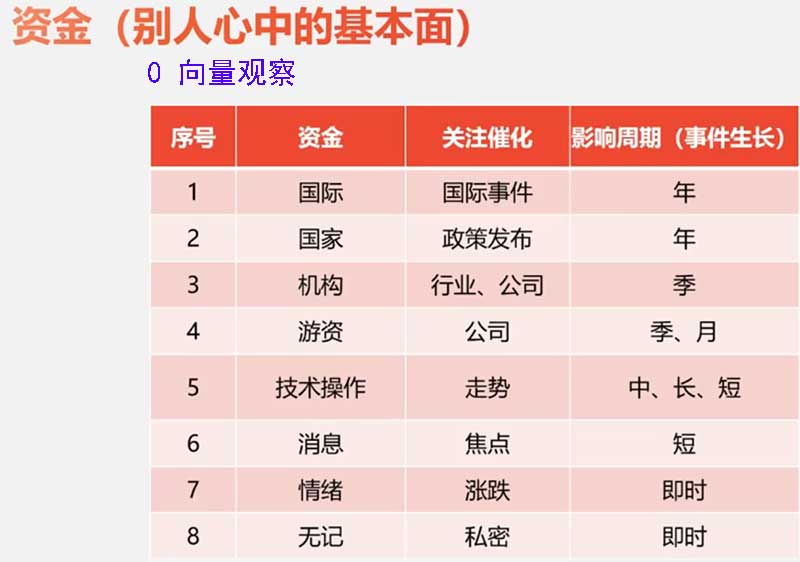 资金（别人心中的基本面）
0 向量观察
序号 资金 关注催化 影响周期（事件生长）
1 国际 国际事件 年
2 国家 政策发布 年
3 机构 行业、公司 季
4 游资 公司 季、月
5 技术操作 走势 中、长、短
6 消息 焦点 短
7 情绪 涨跌 即时
8 无记 私密 即时